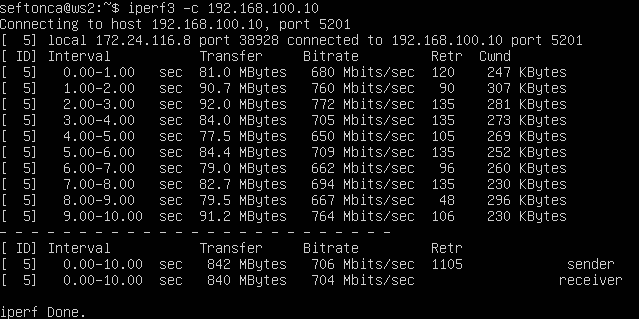 seftonca@ws2:~$ iperf3 -c 192.168.100.10
Connecting to host 192.168.100.10, port 5201
[  5] local 172.24.116.8 port 38928 connected to 192.168.100.10 port 5201
[ ID] Interval           Transfer     Bitrate         Retr  Cwnd
[  5]   0.00-1.00   sec  81.0 MBytes   680 Mbits/sec  120    247 KBytes
[  5]   1.00-2.00   sec  90.7 MBytes   760 Mbits/sec   90    307 KBytes
[  5]   2.00-3.00   sec  92.0 MBytes   772 Mbits/sec  135    281 KBytes
[  5]   3.00-4.00   sec  84.0 MBytes   705 Mbits/sec  135    273 KBytes
[  5]   4.00-5.00   sec  77.5 MBytes   650 Mbits/sec  105    269 KBytes
[  5]   5.00-6.00   sec  84.4 MBytes   709 Mbits/sec  135    252 KBytes
[  5]   6.00-7.00   sec  79.0 MBytes   662 Mbits/sec   96    260 KBytes
[  5]   7.00-8.00   sec  82.7 MBytes   694 Mbits/sec  135    230 KBytes
[  5]   8.00-9.00   sec  79.5 MBytes   667 Mbits/sec   48    296 KBytes
[  5]   9.00-10.00  sec  91.2 MBytes   764 Mbits/sec  106    230 KBytes
- - - - - - - - - - - - - - - - - - - - - - - - -
[ ID] Interval           Transfer     Bitrate         Retr
[  5]   0.00-10.00  sec   842 MBytes   706 Mbits/sec  1105             sender
[  5]   0.00-10.00  sec   840 MBytes   704 Mbits/sec                  receiver
iperf Done.